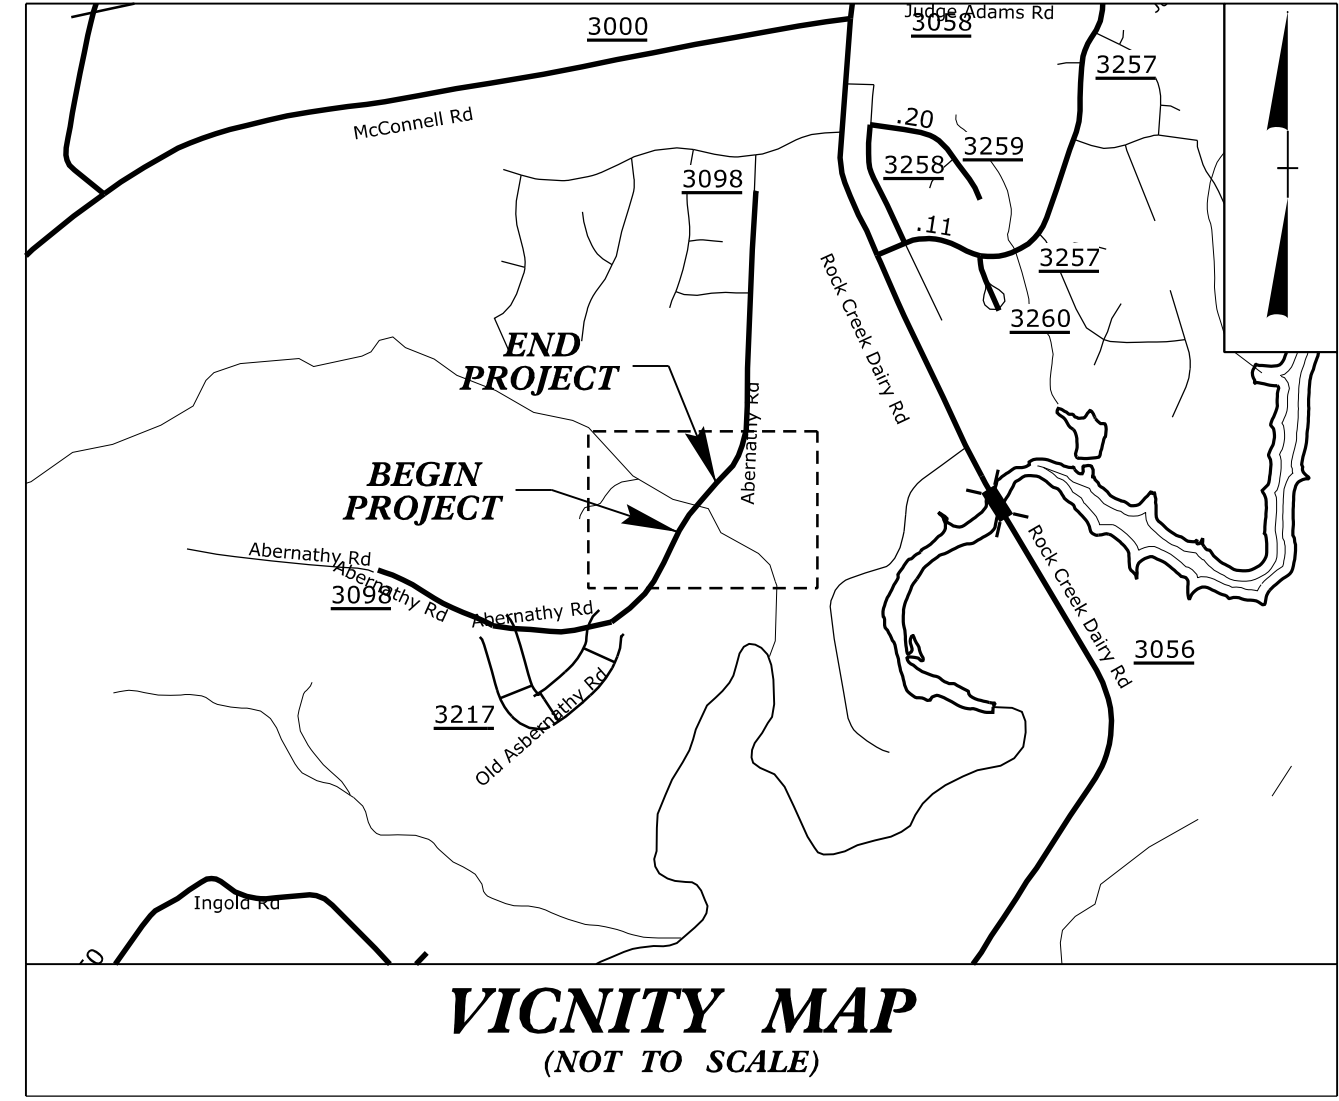 Judge Adams Rd
3058
3000
3257
McConnell Rd
.20
3259
3258
3098
.11
3257
Rock Creek Dairy Rd
3260
END
PROJECT
Abernathy Rd
BEGIN
PROJECT
Abernathy Rd
Abernathy Rd
3098
Abernathy Rd
Rock Creek Dairy Rd
3056
3217
Old Asbernathy Rd
Ingold Rd
VICNITY MAP
(NOT TO SCALE)